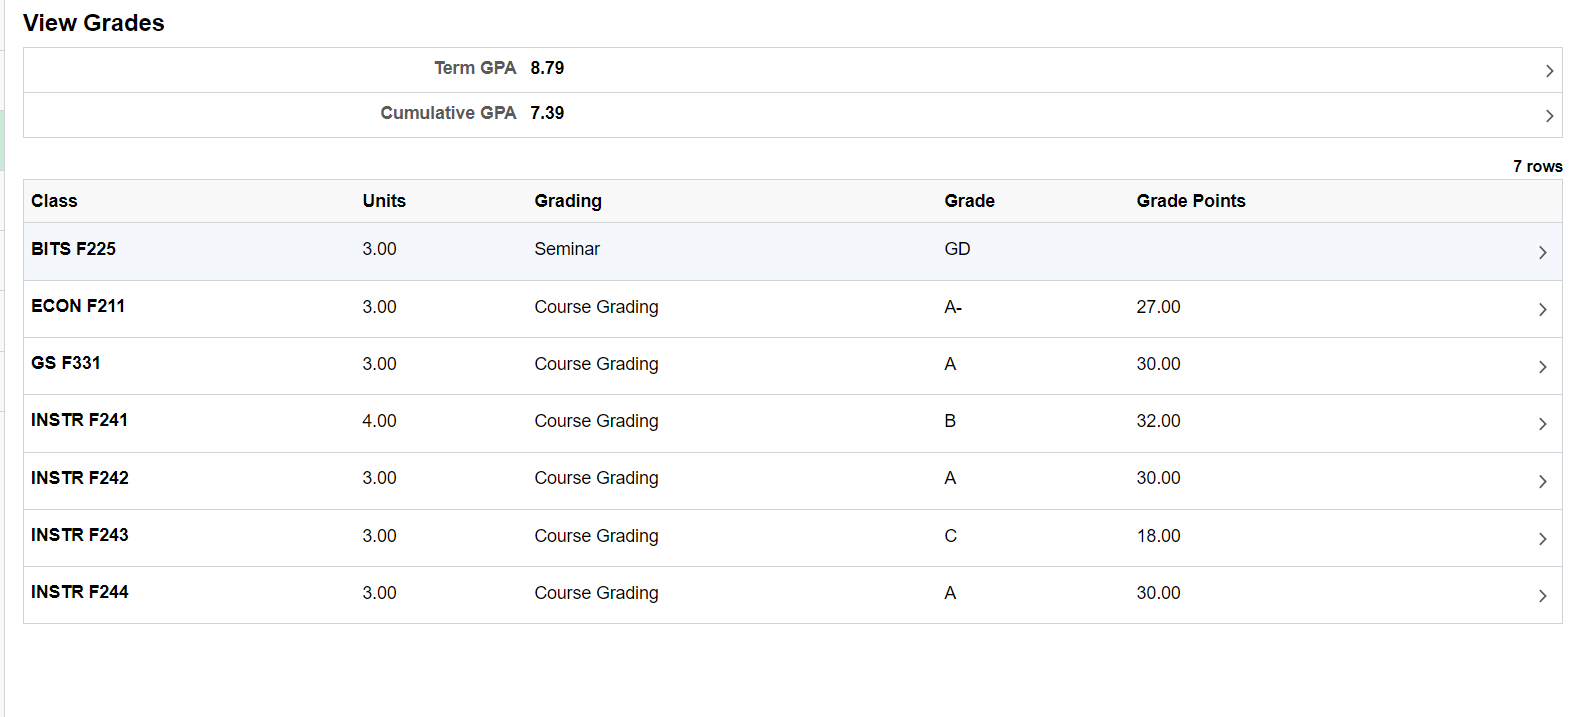 View Grades
Term GPA 8.79
Cumulative GPA 7.39
7 rows
Class Units Grading Grade Grade Points
BITS F225 3.00 Seminar GD
ECON F211 3.00 Course Grading A- 27.00
GS F331 3.00 Course Grading A 30.00
INSTR F241 4.00 Course Grading B 32.00
INSTR F242 3.00 Course Grading A 30.00
INSTR F243 3.00 Course Grading C 18.00
INSTR F244 3.00 Course Grading A 30.00